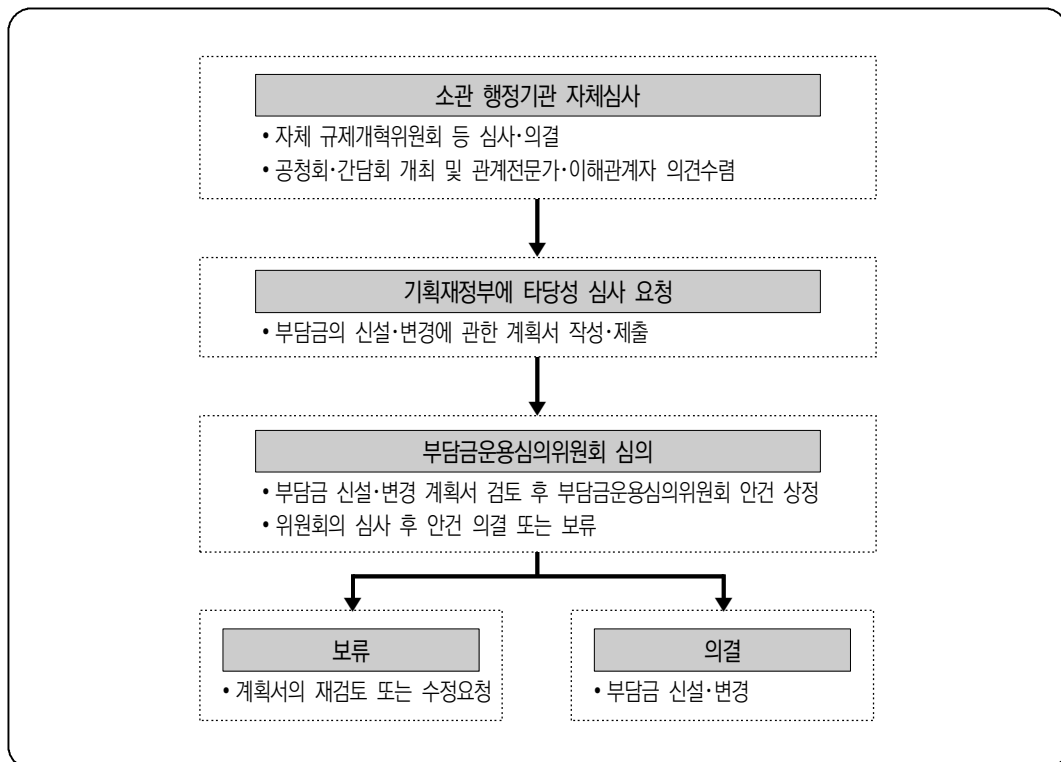 소관 행정기관 자체심사
• 자체 규제개혁위원회 등 심사·의결
• 공청회·간담회 개최 및 관계전문가·이해관계자 의견수렴
기획재정부에 타당성 심사 요청
• 부담금의 신설·변경에 관한 계획서 작성·제출
부담금운용심의위원회 심의
• 부담금 신설·변경 계획서 검토 후 부담금운용심의위원회 안건 상정
• 위원회의 심사 후 안건 의결 또는 보류
보류
• 계획서의 재검토 또는 수정요청
의결
• 부담금 신설·변경